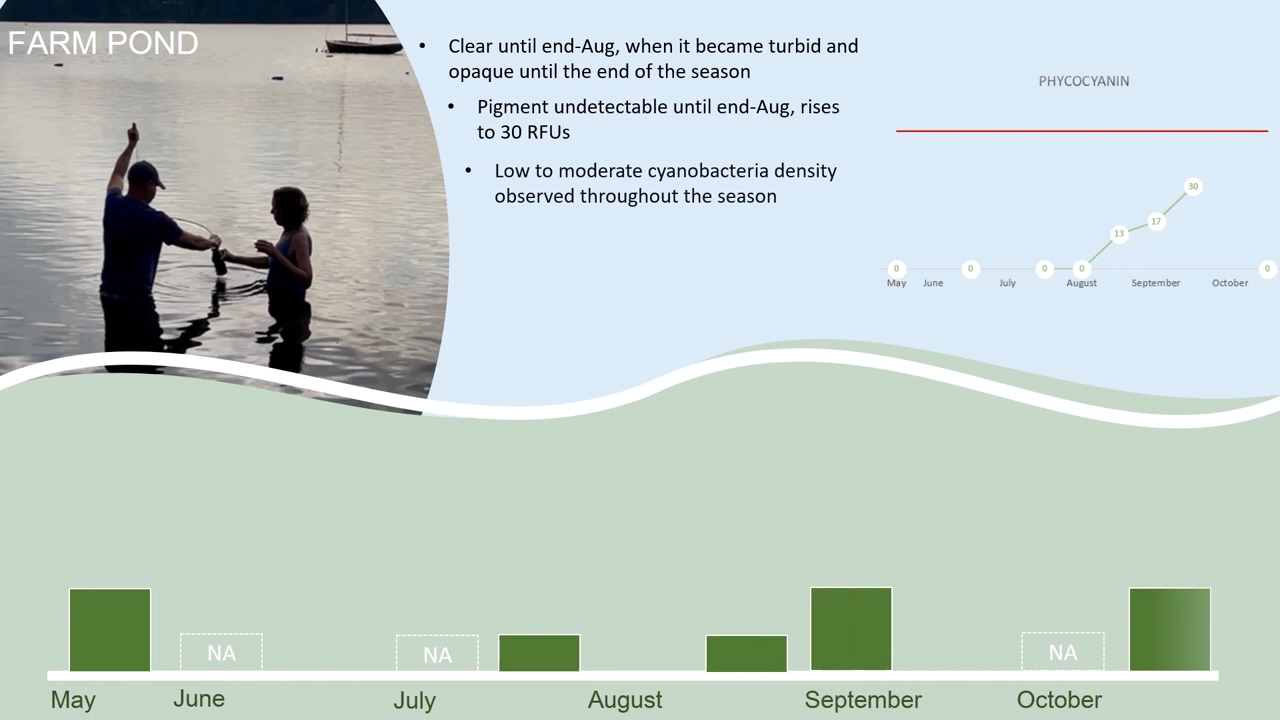 FARM POND
• Clear until end-Aug, when it became turbid and
opaque until the end of the season
• Pigment undetectable until end-Aug, rises
to 30 RFUs
• Low to moderate cyanobacteria density
observed throughout the season
PHYCOCYANIN
30
17
13
0 0 0 0 0
May June July August September October
NA NA NA
May June July August September October